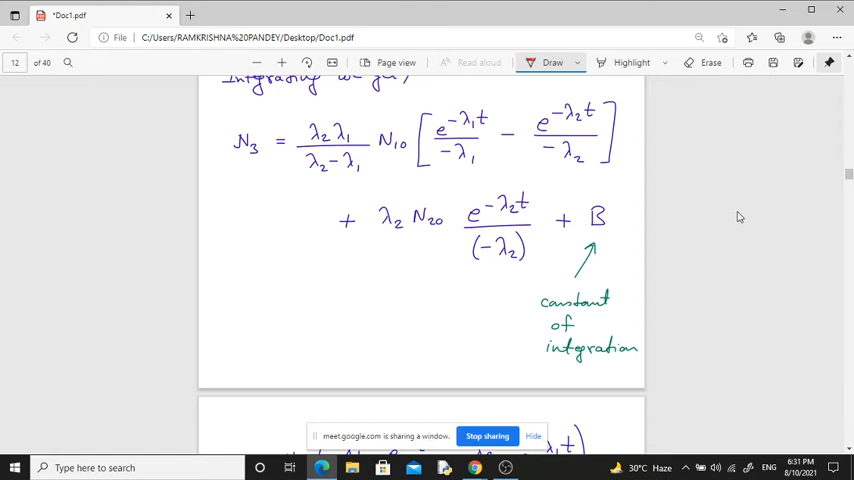 *Doc1.pdf
File
C:/Users/RAMKRISHNA%20PANDEY/Desktop/Doc1.pdf
12 of 40
Page view
Read aloud
Draw
Highlight
Erase
Integrating we get,
N₃ = λ₂λ₁/(λ₂-λ₁) N₁₀ [e^(-λ₁t)/(-λ₁) - e^(-λ₂t)/(-λ₂)]
+ λ₂ N₂₀ e^(-λ₂t)/(-λ₂) + B
constant
of
integration
meet.google.com is sharing a window.
Stop sharing
Hide
Type here to search
30°C Haze
ENG
6:31 PM
8/10/2021